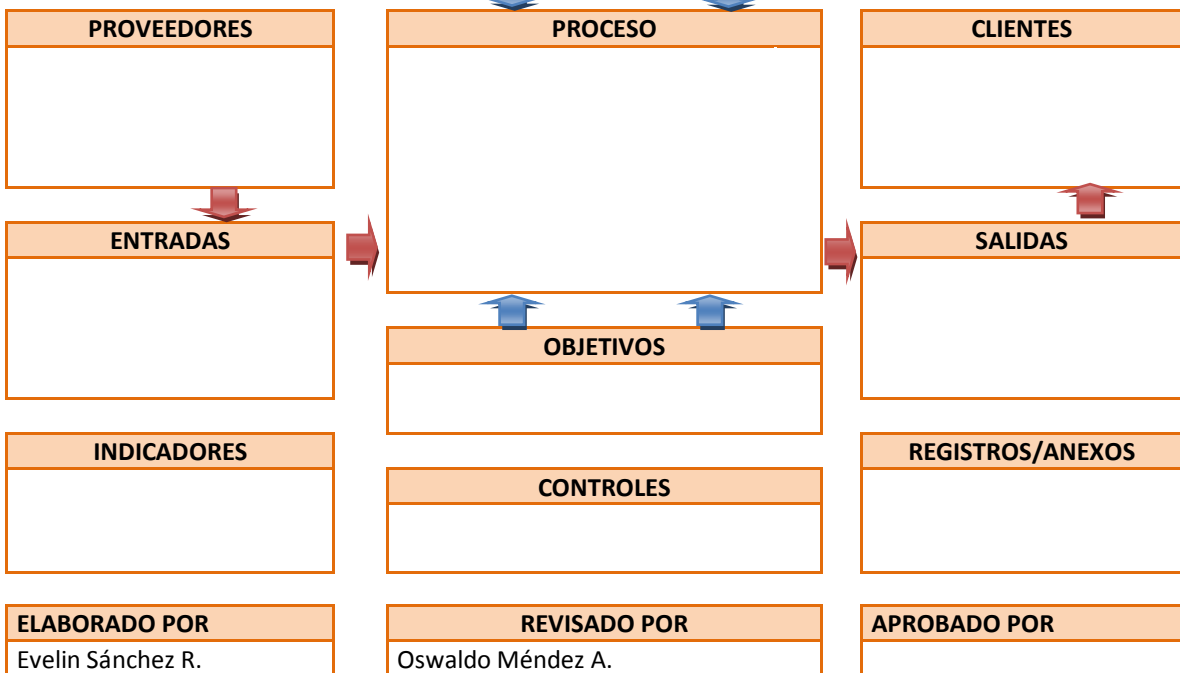 PROVEEDORES
PROCESO
CLIENTES
ENTRADAS
SALIDAS
OBJETIVOS
INDICADORES
REGISTROS/ANEXOS
CONTROLES
ELABORADO POR
REVISADO POR
APROBADO POR
Evelin Sánchez R.
Oswaldo Méndez A.